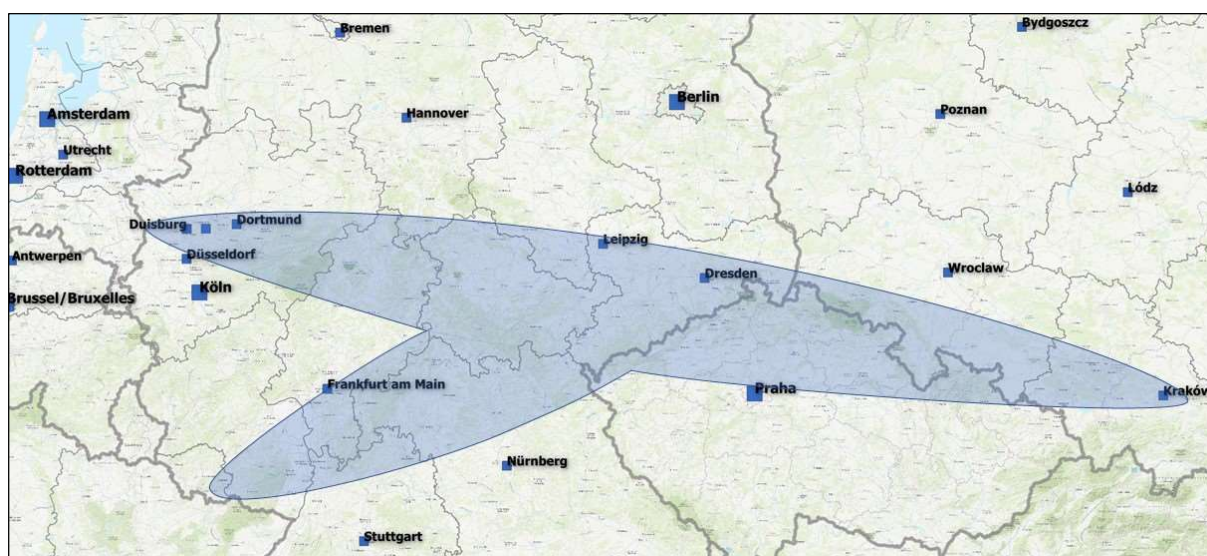 Bremen
Bydgoszcz
Berlin
Amsterdam
Hannover
Poznan
Utrecht
Rotterdam
Lódz
Duisburg
Dortmund
Leipzig
Antwerpen
Düsseldorf
Dresden
Wroclaw
Köln
Brussel/Bruxelles
Frankfurt am Main
Praha
Kraków
Nürnberg
Stuttgart